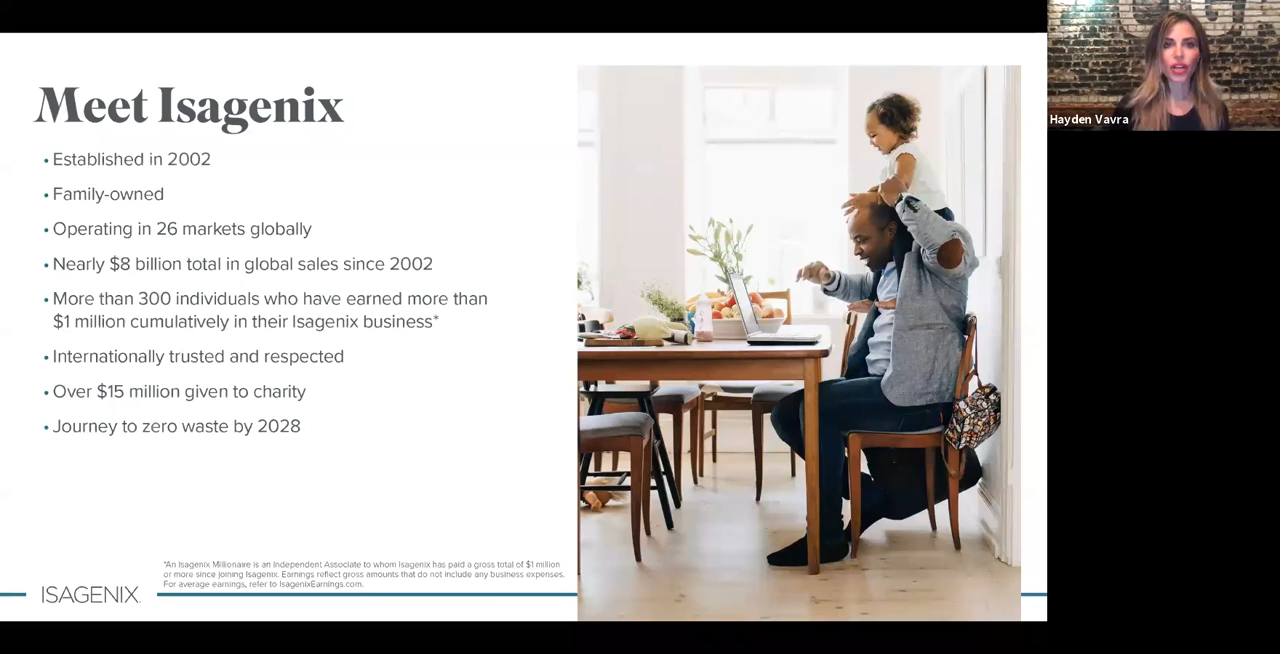 Meet Isagenix
• Established in 2002
• Family-owned
• Operating in 26 markets globally
• Nearly $8 billion total in global sales since 2002
• More than 300 individuals who have earned more than
$1 million cumulatively in their Isagenix business*
• Internationally trusted and respected
• Over $15 million given to charity
• Journey to zero waste by 2028
*An Isagenix Millionaire is an Independent Associate to whom Isagenix has paid a gross total of $1 million
or more since joining Isagenix. Earnings reflect gross amounts that do not include any business expenses.
For average earnings, refer to IsagenixEarnings.com.
ISAGENIX.
Hayden Vavra